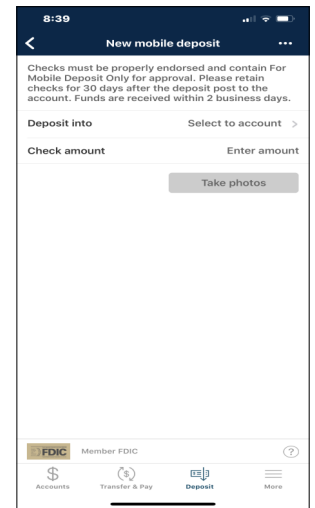 8:39
New mobile deposit
Checks must be properly endorsed and contain For
Mobile Deposit Only for approval. Please retain
checks for 30 days after the deposit post to the
account. Funds are received within 2 business days.
Deposit into Select to account
Check amount Enter amount
Take photos
FDIC Member FDIC
Accounts Transfer & Pay Deposit More